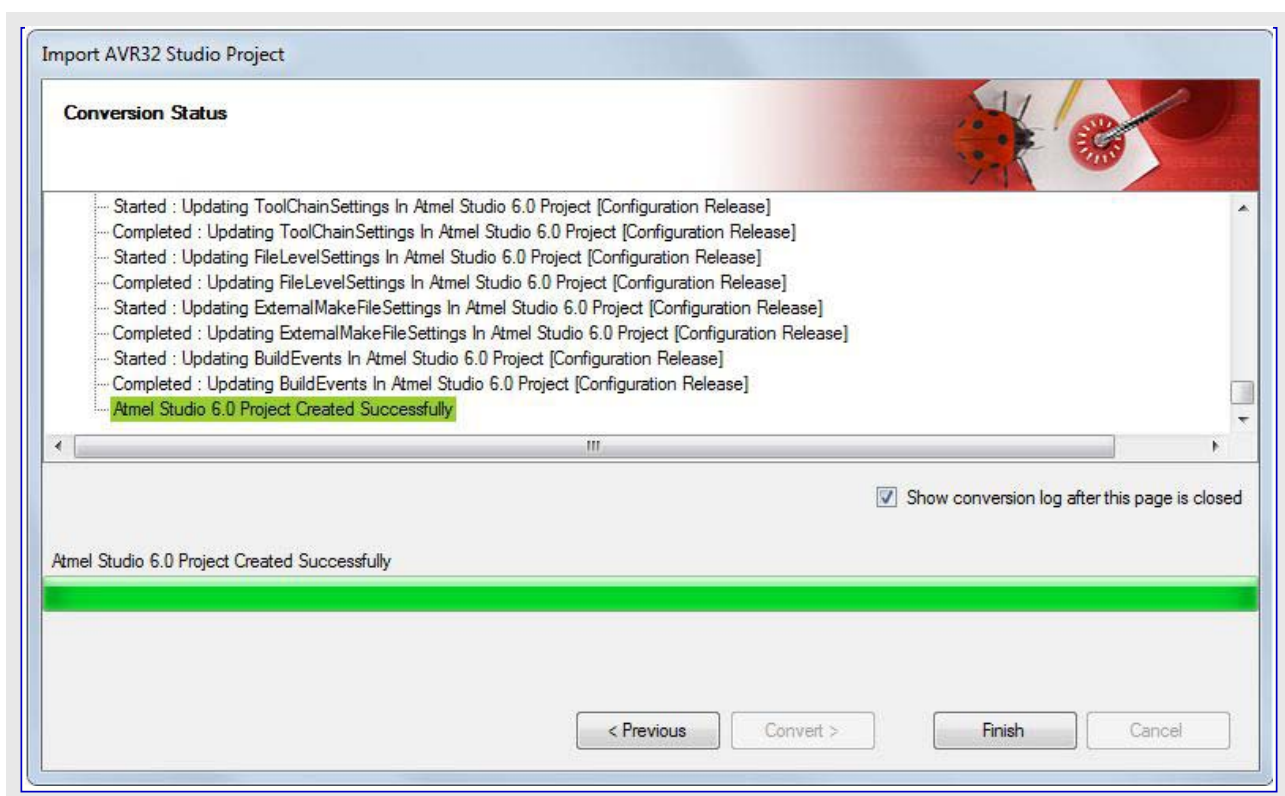 Import AVR32 Studio Project
Conversion Status
Started : Updating ToolChainSettings In Atmel Studio 6.0 Project [Configuration Release]
Completed : Updating ToolChainSettings In Atmel Studio 6.0 Project [Configuration Release]
Started : Updating FileLevelSettings In Atmel Studio 6.0 Project [Configuration Release]
Completed : Updating FileLevelSettings In Atmel Studio 6.0 Project [Configuration Release]
Started : Updating ExternalMakeFileSettings In Atmel Studio 6.0 Project [Configuration Release]
Completed : Updating ExternalMakeFileSettings In Atmel Studio 6.0 Project [Configuration Release]
Started : Updating BuildEvents In Atmel Studio 6.0 Project [Configuration Release]
Completed : Updating BuildEvents In Atmel Studio 6.0 Project [Configuration Release]
Atmel Studio 6.0 Project Created Successfully
Show conversion log after this page is closed
Atmel Studio 6.0 Project Created Successfully
< Previous
Convert >
Finish
Cancel